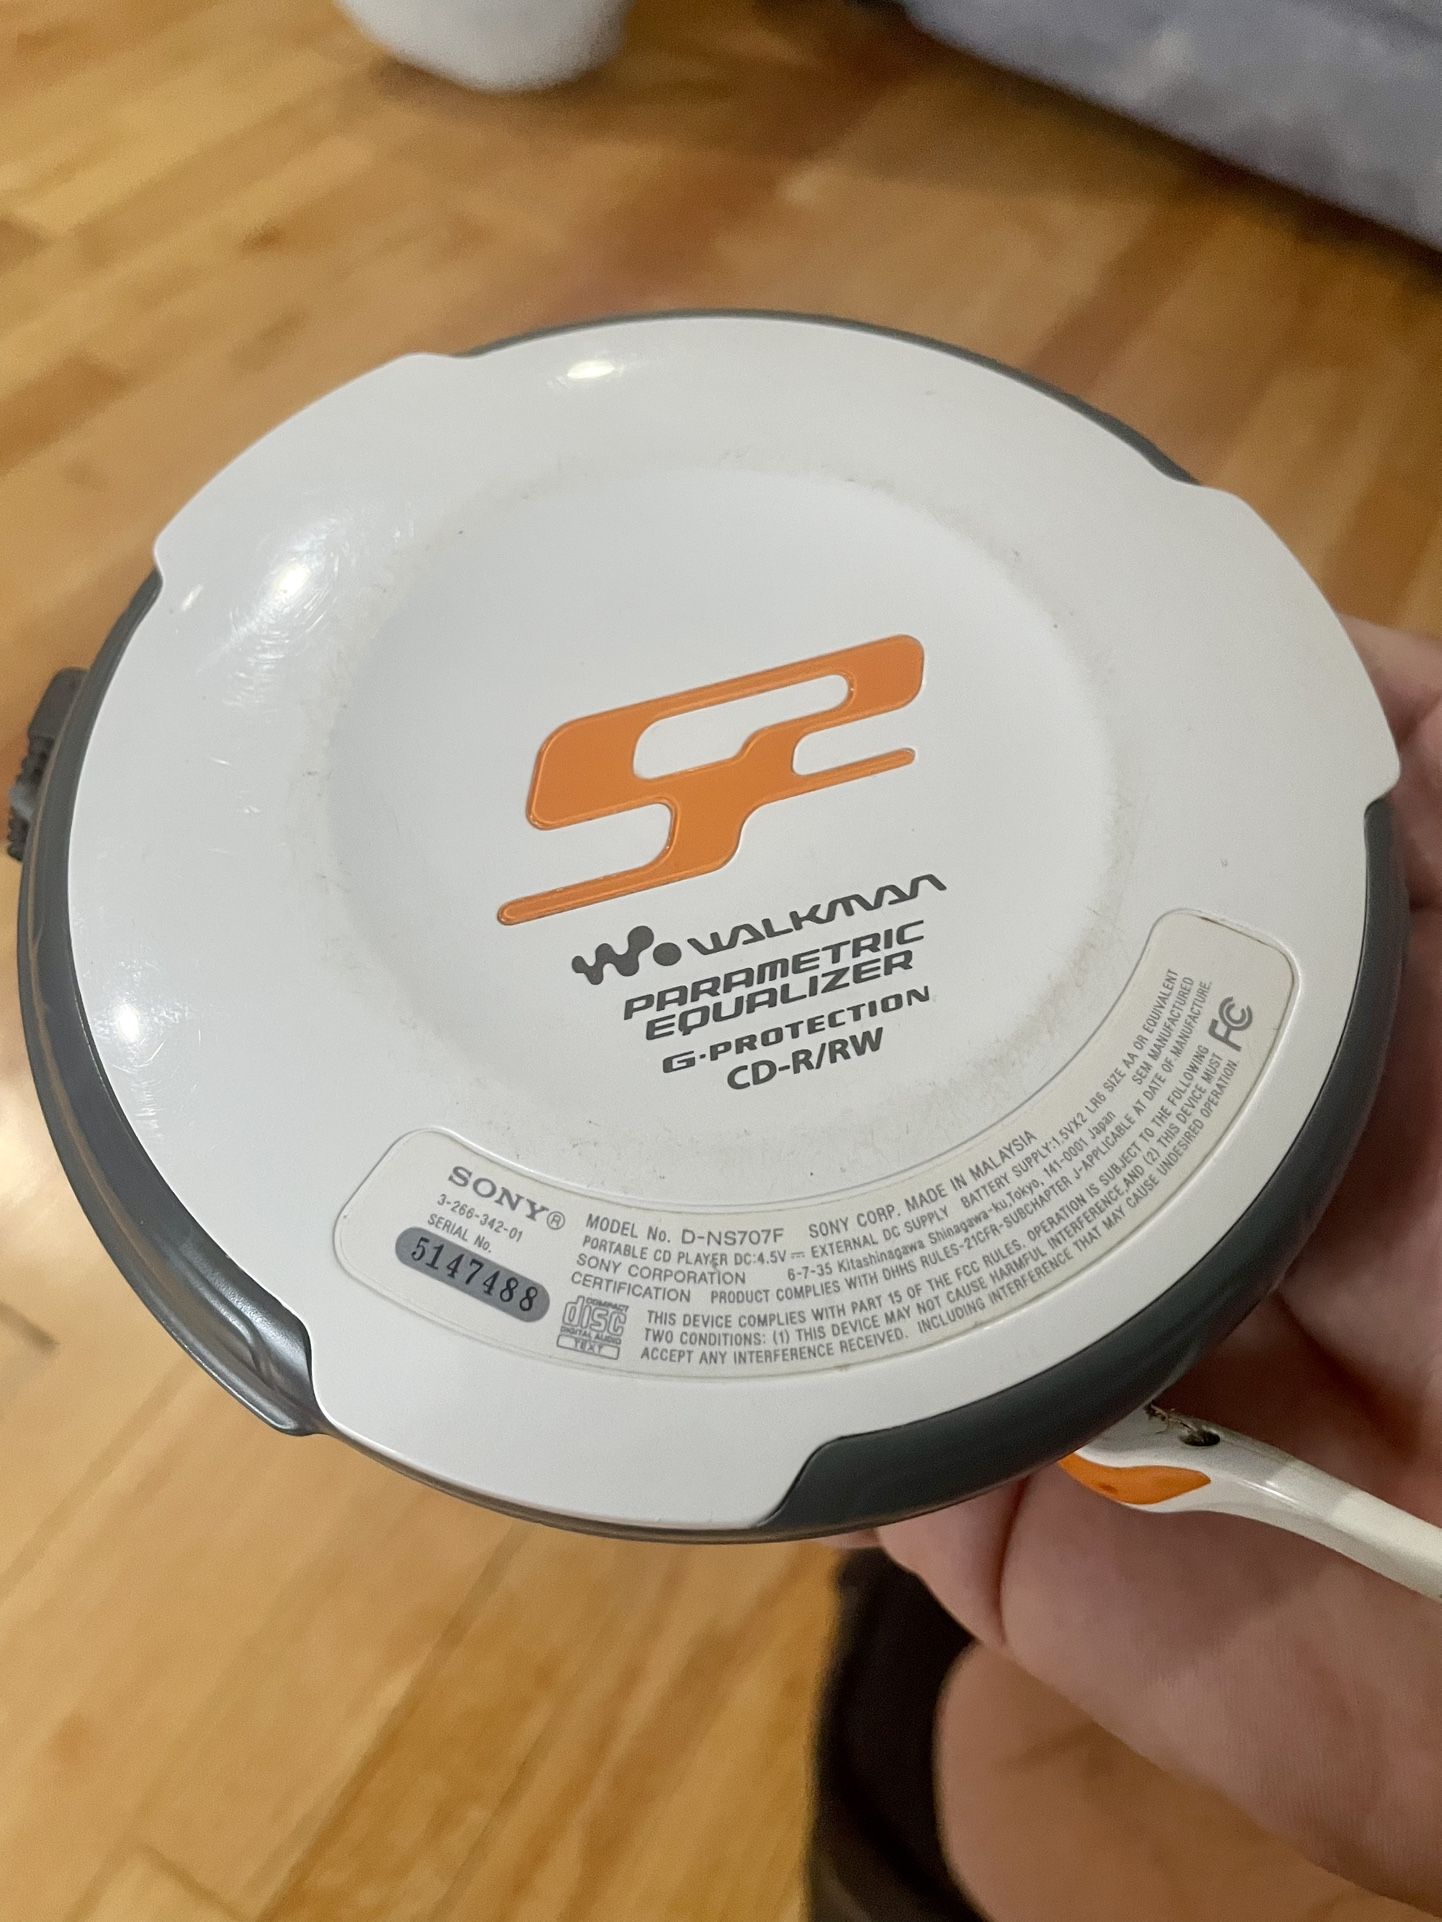 WALKMAN
PARAMETRIC
EQUALIZER
G-PROTECTION
CD-R/RW
SONY®
3-266-342-01
SERIAL No.
5147488
MODEL No. D-NS707F SONY CORP. MADE IN MALAYSIA
PORTABLE CD PLAYER DC:4.5V ⎓ EXTERNAL DC SUPPLY BATTERY SUPPLY:1.5VX2 LR6 SIZE AA OR EQUIVALENT
SONY CORPORATION 6-7-35 Kitashinagawa Shinagawa-ku,Tokyo, 141-0001 Japan SEM MANUFACTURED
CERTIFICATION PRODUCT COMPLIES WITH DHHS RULES-21CFR-SUBCHAPTER J-APPLICABLE AT DATE OF MANUFACTURE.
COMPACT
disc
DIGITAL AUDIO
TEXT
THIS DEVICE COMPLIES WITH PART 15 OF THE FCC RULES. OPERATION IS SUBJECT TO THE FOLLOWING
TWO CONDITIONS: (1) THIS DEVICE MAY NOT CAUSE HARMFUL INTERFERENCE,AND (2) THIS DEVICE MUST
ACCEPT ANY INTERFERENCE RECEIVED. INCLUDING INTERFERENCE THAT MAY CAUSE UNDESIRED OPERATION.
FC